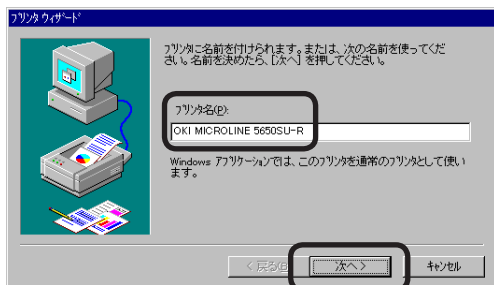 プリンタ ウィザード
プリンタに名前を付けられます。または、次の名前を使ってくだ
さい。名前を決めたら、[次へ] を押してください。
プリンタ名(P):
OKI MICROLINE 5650SU-R
Windows アプリケーションでは、このプリンタを通常のプリンタとして使い
ます。
< 戻る(B) 次へ > キャンセル